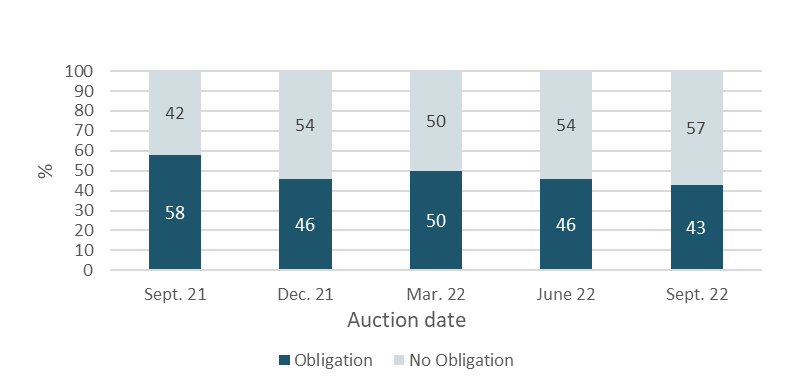 100
90
80
70
60
50
40
30
20
10
0
%
42 54 50 54 57
58 46 50 46 43
Sept. 21 Dec. 21 Mar. 22 June 22 Sept. 22
Auction date
Obligation No Obligation